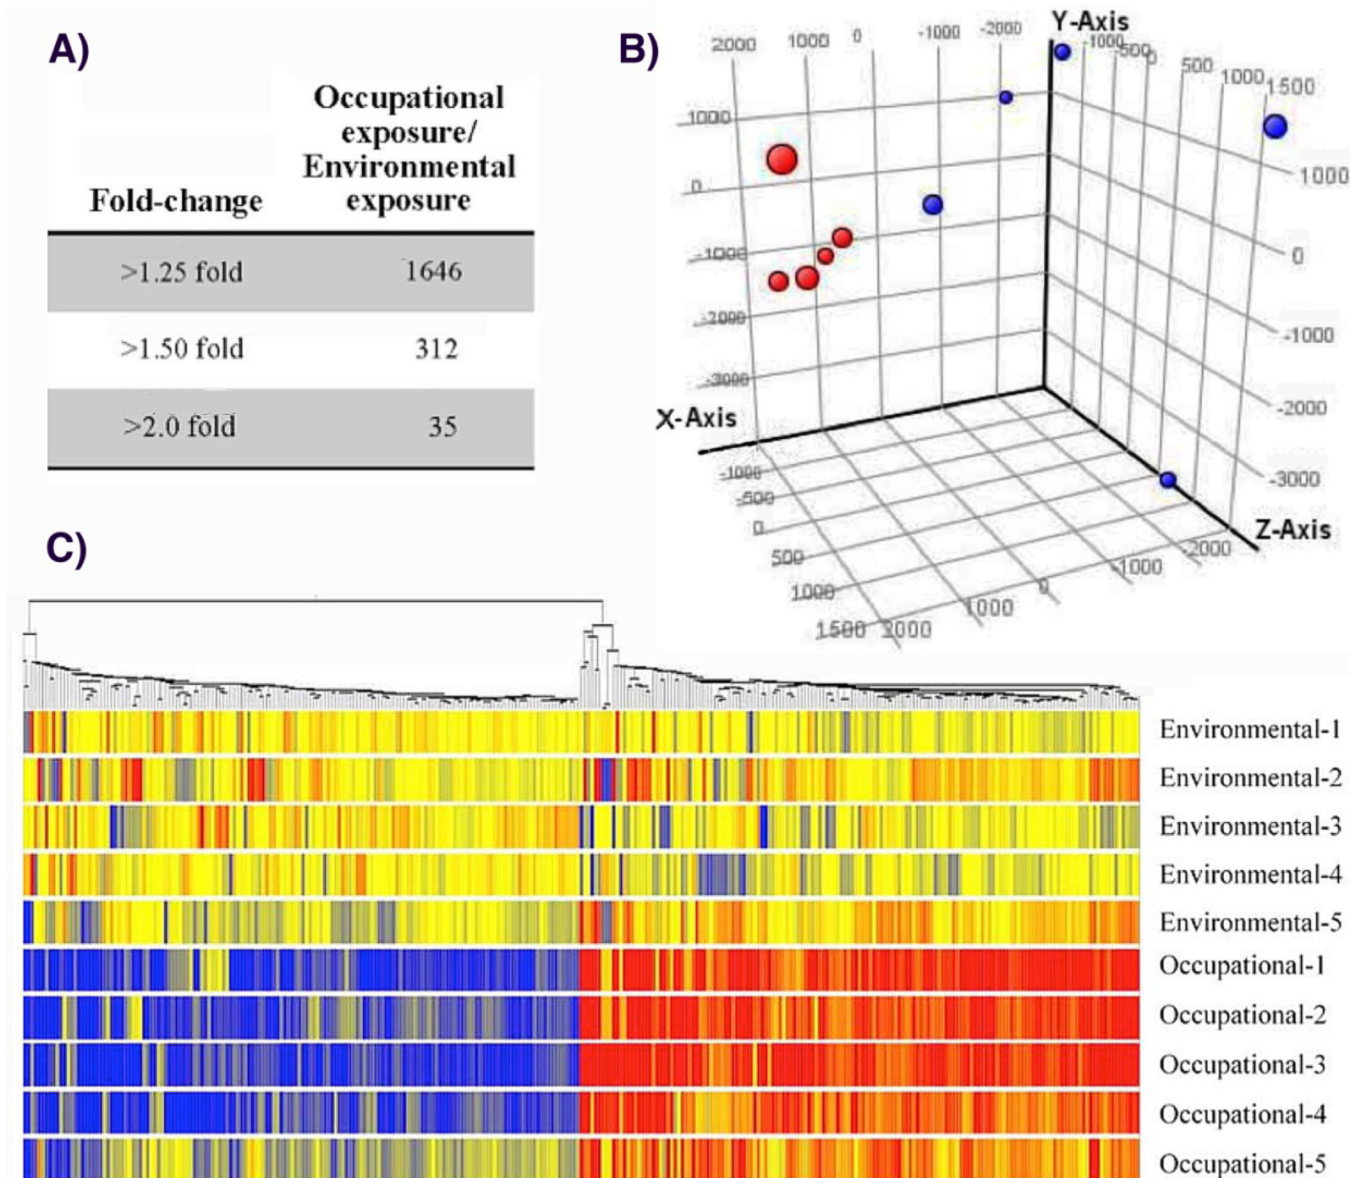 A)
Occupational
exposure/
Environmental
Fold-change exposure
>1.25 fold 1646
>1.50 fold 312
>2.0 fold 35
B)
Y-Axis
2000 1000 0 -1000 -2000 -1000 -500 0 500 1000 1500
1000
0
-1000
-2000
-3000
1000
0
-1000
-2000
-3000
X-Axis
Z-Axis
-1000
-500
0
500
1000
1500
2000 1000 0 -1000 -2000
C)
Environmental-1
Environmental-2
Environmental-3
Environmental-4
Environmental-5
Occupational-1
Occupational-2
Occupational-3
Occupational-4
Occupational-5